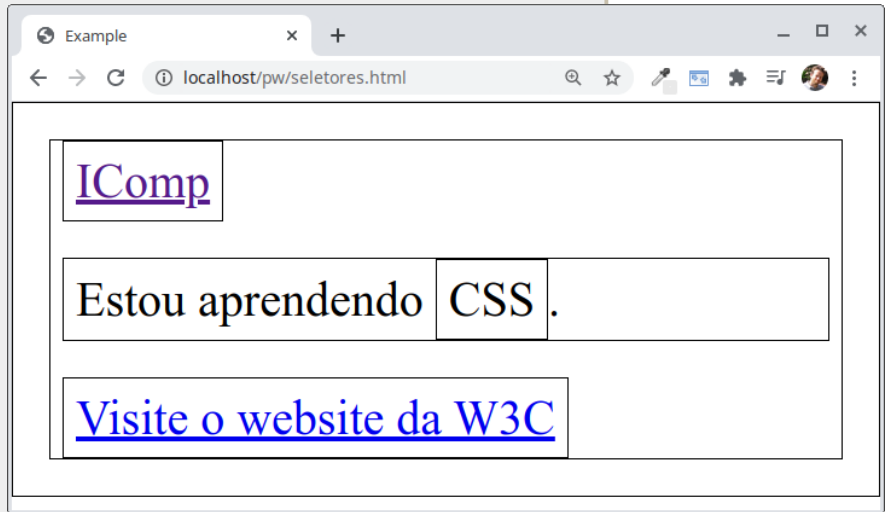 Example
localhost/pw/seletores.html
IComp
Estou aprendendo CSS.
Visite o website da W3C